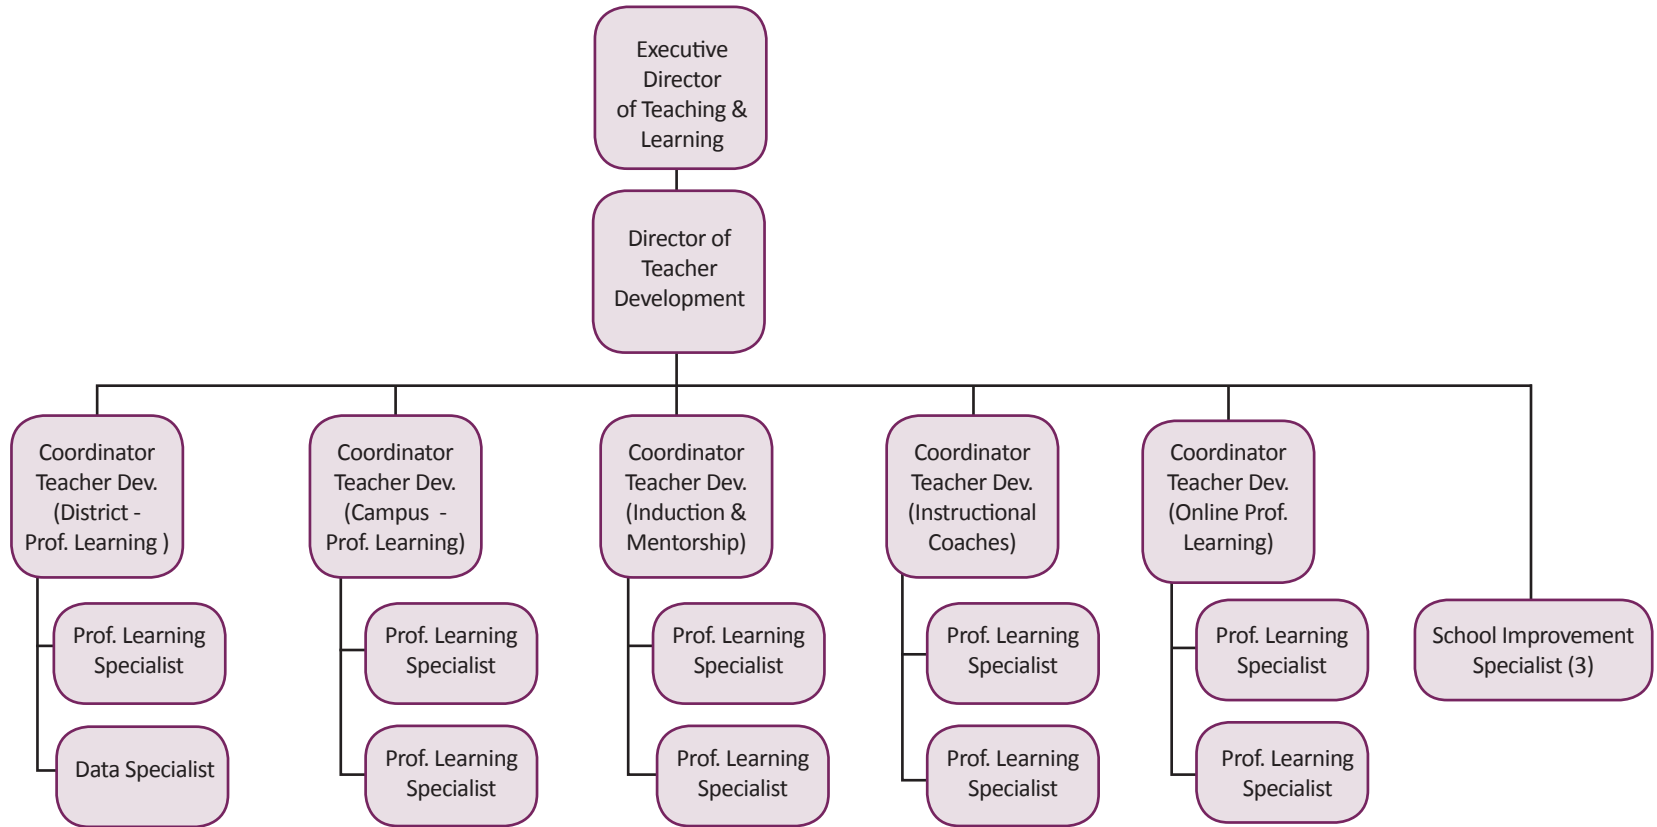 Executive
Director
of Teaching &
Learning
Director of
Teacher
Development
Coordinator
Teacher Dev.
(District -
Prof. Learning )
Prof. Learning
Specialist
Data Specialist
Coordinator
Teacher Dev.
(Campus  -
Prof. Learning)
Prof. Learning
Specialist
Prof. Learning
Specialist
Coordinator
Teacher Dev.
(Induction &
Mentorship)
Prof. Learning
Specialist
Prof. Learning
Specialist
Coordinator
Teacher Dev.
(Instructional
Coaches)
Prof. Learning
Specialist
Prof. Learning
Specialist
Coordinator
Teacher Dev.
(Online Prof.
Learning)
Prof. Learning
Specialist
Prof. Learning
Specialist
School Improvement
Specialist (3)